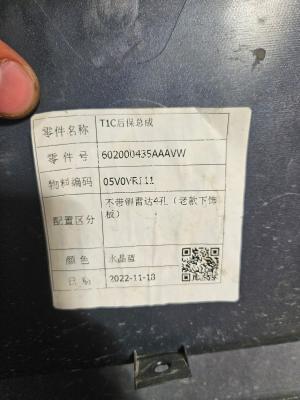 零件名称 T1C后保总成
零件号 602000435AAAVW
物料编码 05V0VRJ11
配置区分 不带侧雷达4孔（老款下饰
板）
颜色 水晶蓝
日期 2022-11-18